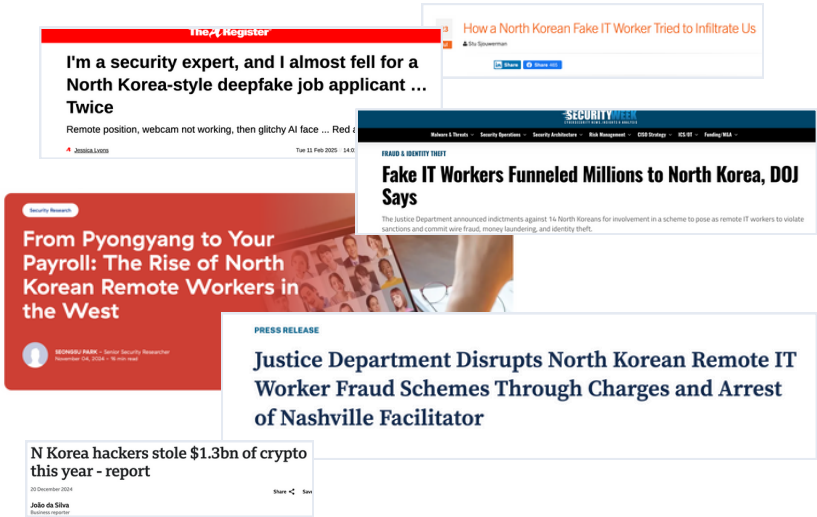 The Register
I'm a security expert, and I almost fell for a
North Korea-style deepfake job applicant ...
Twice
Remote position, webcam not working, then glitchy AI face ... Red
Jessica Lyons
Tue 11 Feb 2025
How a North Korean Fake IT Worker Tried to Infiltrate Us
Stu Sjouwerman
Share
Share
SECURITYWEEK
Malware & Threats
Security Operations
Security Architecture
Risk Management
CISO Strategy
ICS/OT
Funding/M&A
FRAUD & IDENTITY THEFT
Fake IT Workers Funneled Millions to North Korea, DOJ
Says
The Justice Department announced indictments against 14 North Koreans for involvement in a scheme to pose as remote IT workers to violate
sanctions and commit wire fraud, money laundering, and identity theft.
Security Research
From Pyongyang to Your
Payroll: The Rise of North
Korean Remote Workers in
the West
SEONGSU PARK – Senior Security Researcher
November 04, 2024 – 16 min read
PRESS RELEASE
Justice Department Disrupts North Korean Remote IT
Worker Fraud Schemes Through Charges and Arrest
of Nashville Facilitator
N Korea hackers stole $1.3bn of crypto
this year - report
20 December 2024
Share
João da Silva
Business reporter